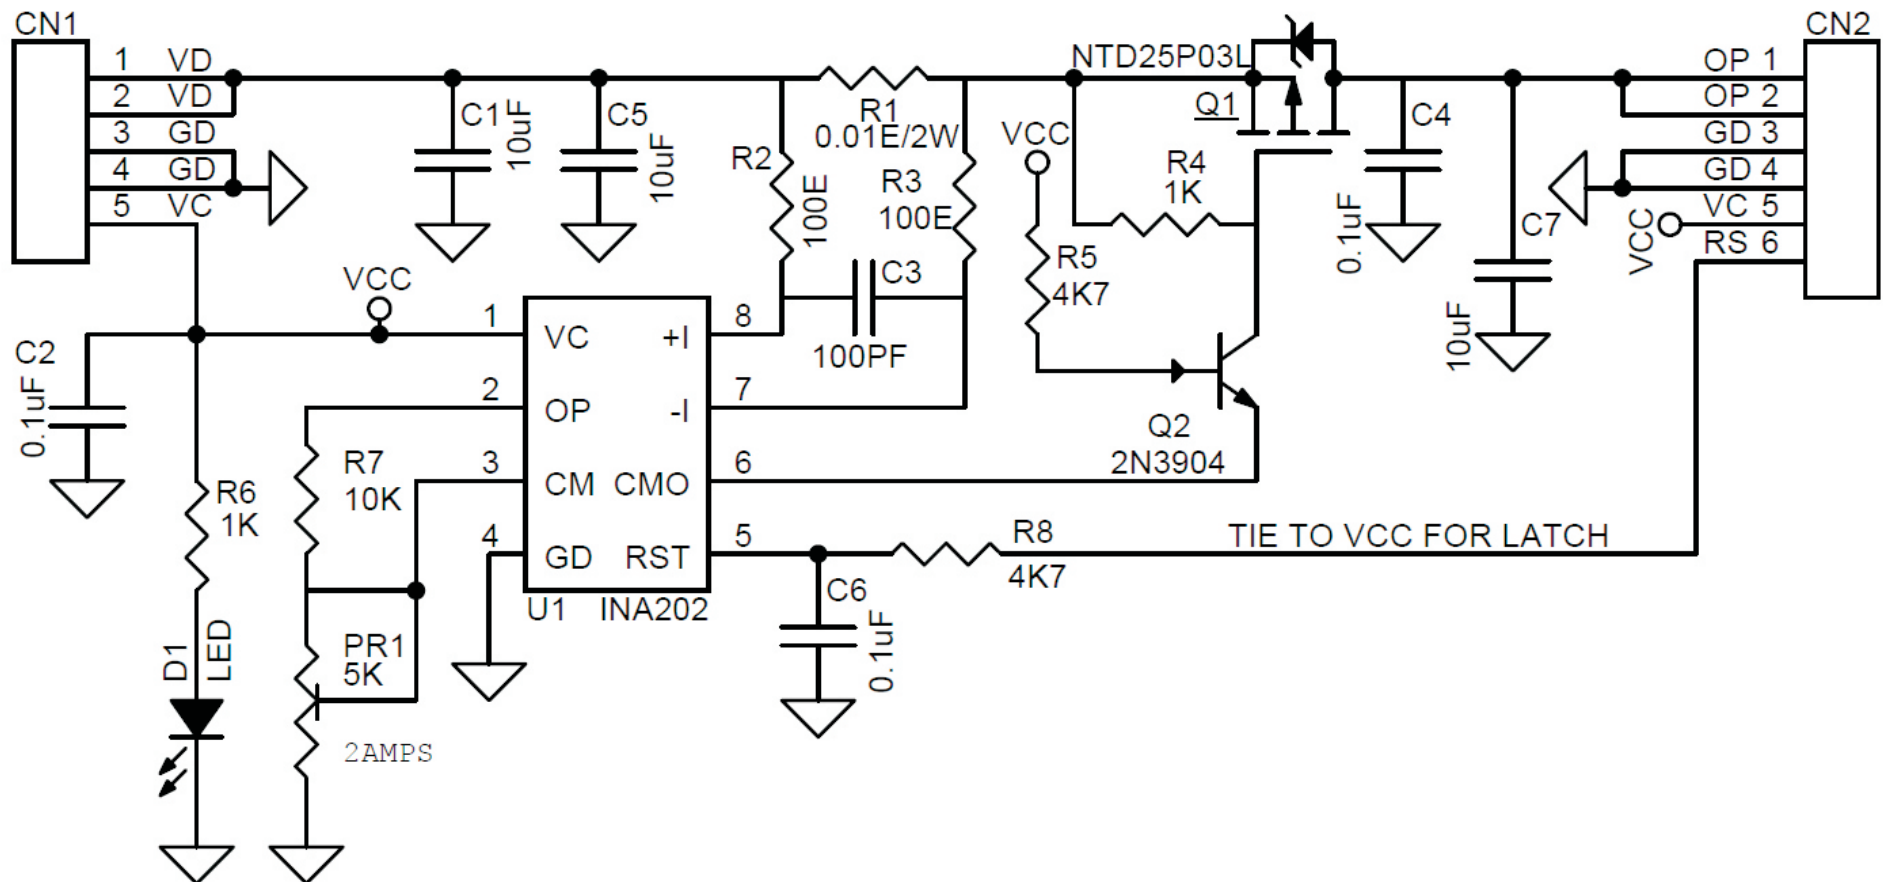 CN1
1 VD
2 VD
3 GD
4 GD
5 VC
C1
10uF
C5
10uF
R1
0.01E/2W
R2
100E
R3
100E
C3
100PF
NTD25P03L
Q1
VCC
R4
1K
R5
4K7
C4
0.1uF
C7
10uF
CN2
OP 1
OP 2
GD 3
GD 4
VC 5
RS 6
VCC
VCC
C2
0.1uF
1 VC +I 8
2 OP -I 7
3 CM CMO 6
4 GD RST 5
U1 INA202
Q2
2N3904
R6
1K
R7
10K
D1
LED
PR1
5K
2AMPS
C6
0.1uF
R8
4K7
TIE TO VCC FOR LATCH